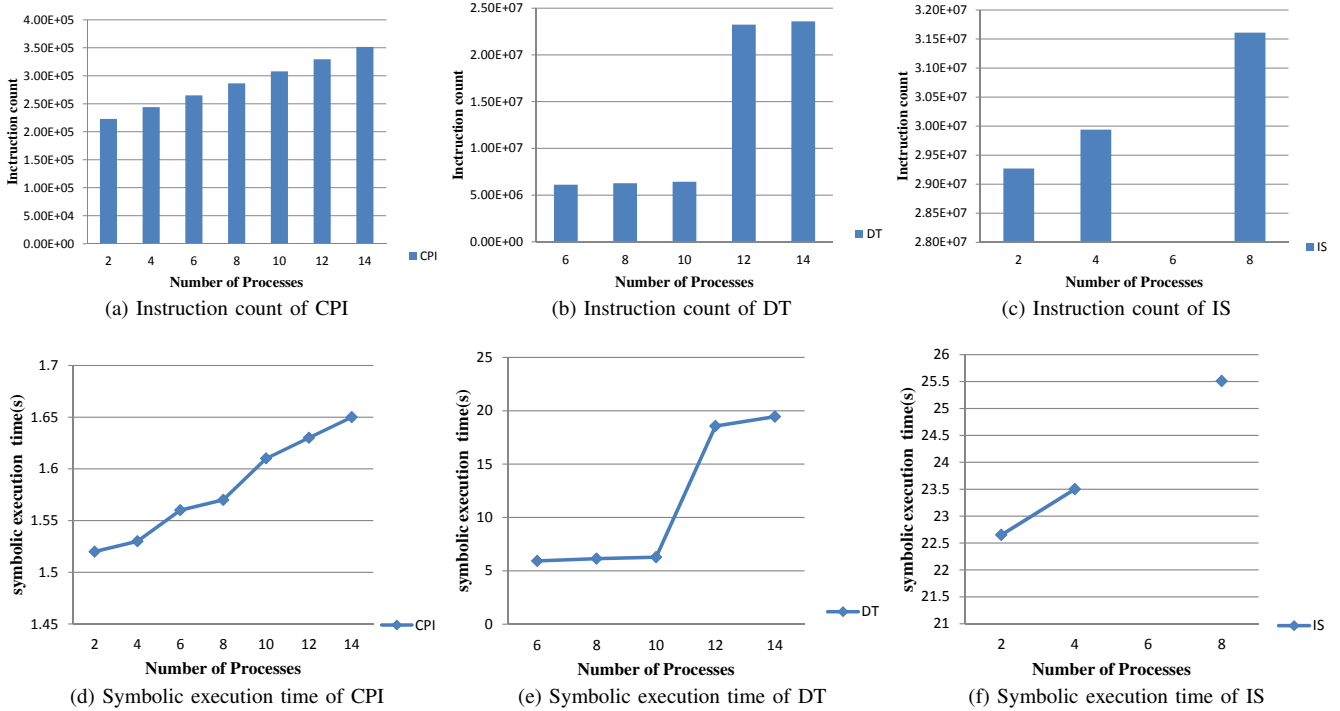 4.00E+05
3.50E+05
3.00E+05
2.50E+05
2.00E+05
1.50E+05
1.00E+05
5.00E+04
0.00E+00
Inctruction count
2 4 6 8 10 12 14
CPI
Number of Processes
(a) Instruction count of CPI
2.50E+07
2.00E+07
1.50E+07
1.00E+07
5.00E+06
0.00E+00
Inctruction count
6 8 10 12 14
DT
Number of Processes
(b) Instruction count of DT
3.20E+07
3.15E+07
3.10E+07
3.05E+07
3.00E+07
2.95E+07
2.90E+07
2.85E+07
2.80E+07
Inctruction count
2 4 6 8
IS
Number of Processes
(c) Instruction count of IS
1.7
1.65
1.6
1.55
1.5
1.45
symbolic execution time(s)
2 4 6 8 10 12 14
CPI
Number of Processes
(d) Symbolic execution time of CPI
25
20
15
10
5
0
symbolic execution time(s)
6 8 10 12 14
DT
Number of Processes
(e) Symbolic execution time of DT
26
25.5
25
24.5
24
23.5
23
22.5
22
21.5
21
symbolic execution time(s)
2 4 6 8
IS
Number of Processes
(f) Symbolic execution time of IS